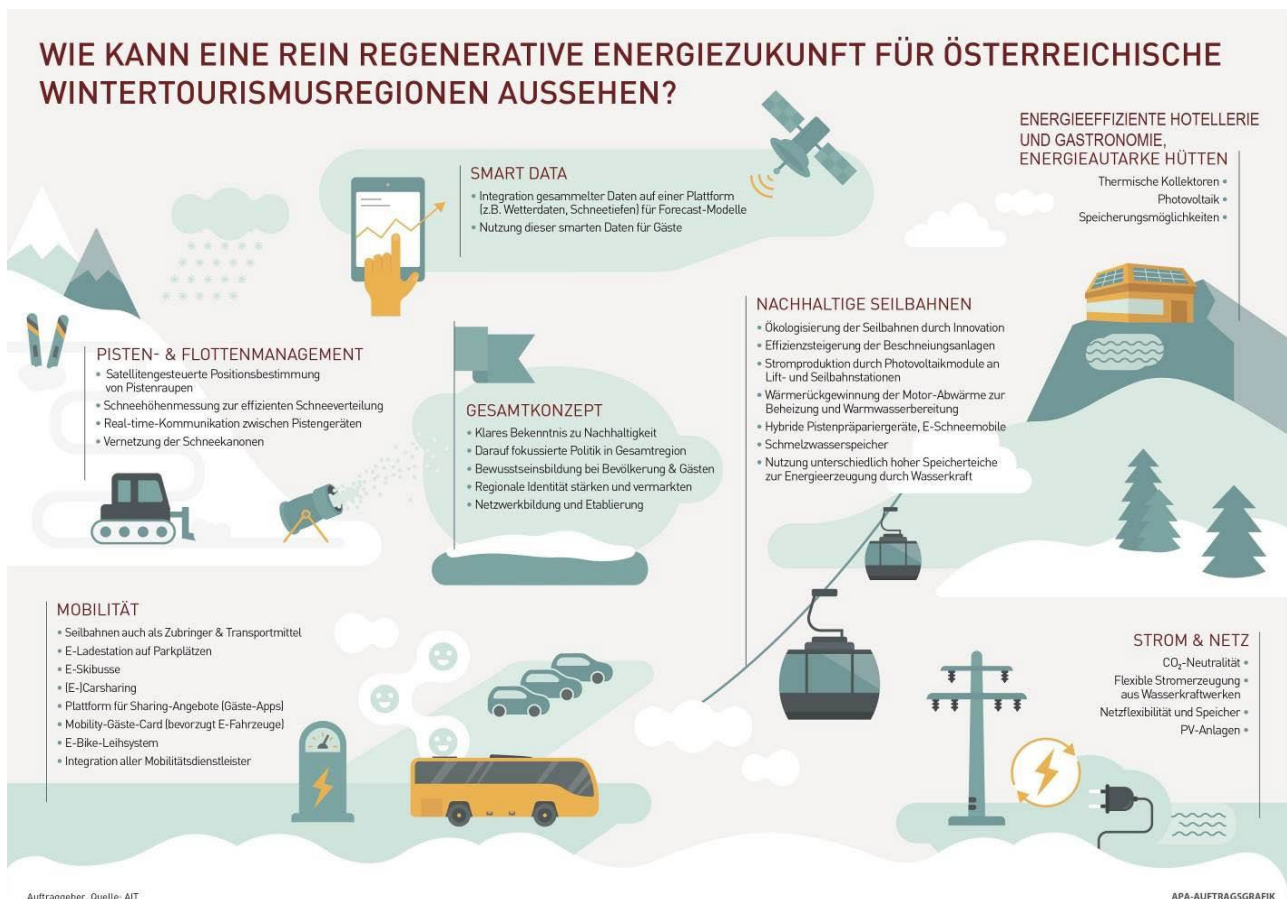 WIE KANN EINE REIN REGENERATIVE ENERGIEZUKUNFT FÜR ÖSTERREICHISCHE
WINTERTOURISMUSREGIONEN AUSSEHEN?
ENERGIEEFFIZIENTE HOTELLERIE
UND GASTRONOMIE,
ENERGIEAUTARKE HÜTTEN
Thermische Kollektoren •
Photovoltaik •
Speicherungsmöglichkeiten •
SMART DATA
• Integration gesammelter Daten auf einer Plattform
(z.B. Wetterdaten, Schneetiefen) für Forecast-Modelle
• Nutzung dieser smarten Daten für Gäste
NACHHALTIGE SEILBAHNEN
• Ökologisierung der Seilbahnen durch Innovation
• Effizienzsteigerung der Beschneiungsanlagen
• Stromproduktion durch Photovoltaikmodule an
Lift- und Seilbahnstationen
• Wärmerückgewinnung der Motor-Abwärme zur
Beheizung und Warmwasserbereitung
• Hybride Pistenpräpariergeräte, E-Schneemobile
• Schmelzwasserspeicher
• Nutzung unterschiedlich hoher Speicherteiche
zur Energieerzeugung durch Wasserkraft
PISTEN- & FLOTTENMANAGEMENT
• Satellitengesteuerte Positionsbestimmung
von Pistenraupen
• Schneehöhenmessung zur effizienten Schneeverteilung
• Real-time-Kommunikation zwischen Pistengeräten
• Vernetzung der Schneekanonen
GESAMTKONZEPT
• Klares Bekenntnis zu Nachhaltigkeit
• Darauf fokussierte Politik in Gesamtregion
• Bewusstseinsbildung bei Bevölkerung & Gästen
• Regionale Identität stärken und vermarkten
• Netzwerkbildung und Etablierung
MOBILITÄT
• Seilbahnen auch als Zubringer & Transportmittel
• E-Ladestation auf Parkplätzen
• E-Skibusse
• (E-)Carsharing
• Plattform für Sharing-Angebote (Gäste-Apps)
• Mobility-Gäste-Card (bevorzugt E-Fahrzeuge)
• E-Bike-Leihsystem
• Integration aller Mobilitätsdienstleister
STROM & NETZ
CO₂-Neutralität •
Flexible Stromerzeugung •
aus Wasserkraftwerken
Netzflexibilität und Speicher •
PV-Anlagen •
Auftraggeber, Quelle: AIT
APA-AUFTRAGSGRAFIK